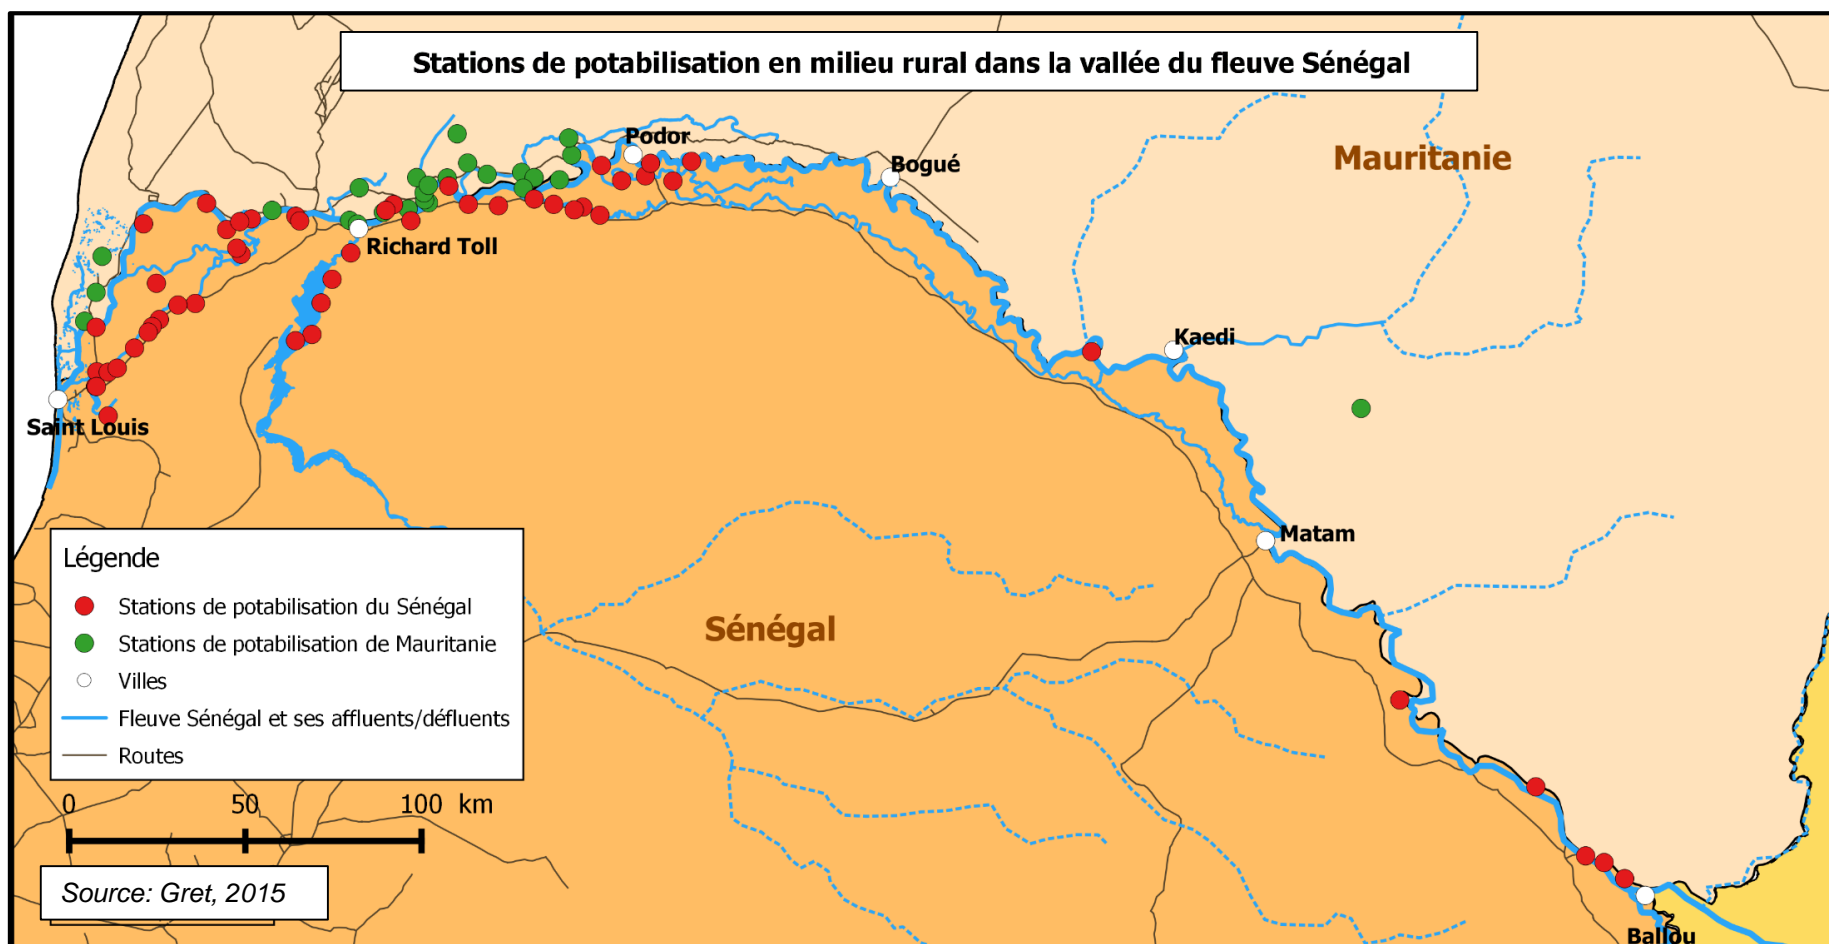 Stations de potabilisation en milieu rural dans la vallée du fleuve Sénégal
Podor
Bogué
Mauritanie
Richard Toll
Kaedi
Saint Louis
Matam
Sénégal
Légende
Stations de potabilisation du Sénégal
Stations de potabilisation de Mauritanie
Villes
Fleuve Sénégal et ses affluents/défluents
Routes
0 50 100 km
Source: Gret, 2015
Ballou